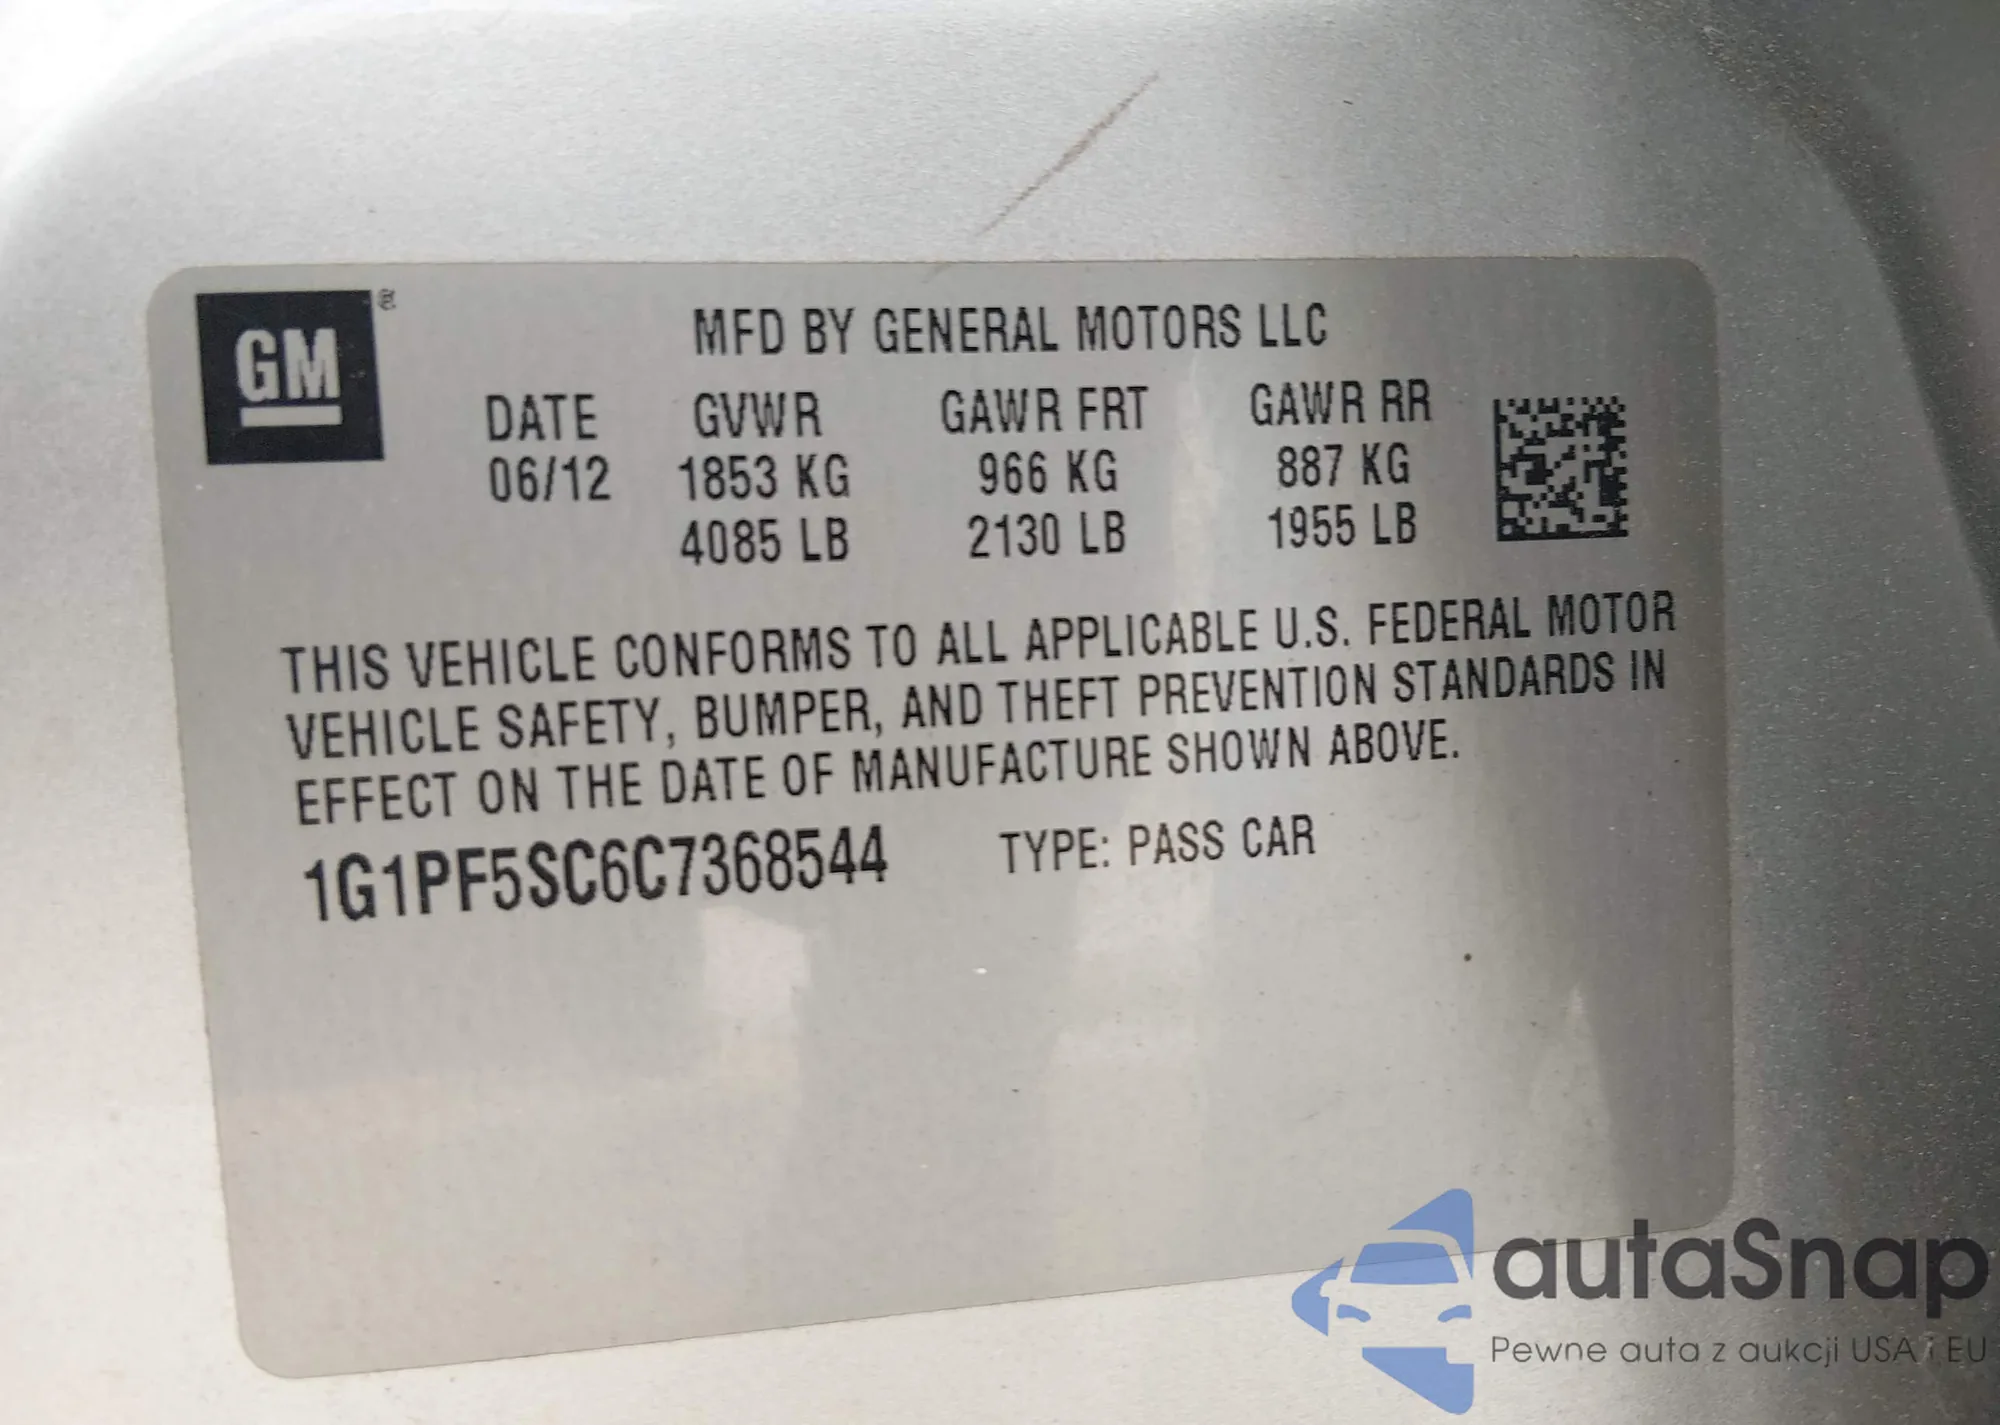 GM ®
MFD BY GENERAL MOTORS LLC
DATE GVWR GAWR FRT GAWR RR
06/12 1853 KG 966 KG 887 KG
4085 LB 2130 LB 1955 LB
THIS VEHICLE CONFORMS TO ALL APPLICABLE U.S. FEDERAL MOTOR
VEHICLE SAFETY, BUMPER, AND THEFT PREVENTION STANDARDS IN
EFFECT ON THE DATE OF MANUFACTURE SHOWN ABOVE.
1G1PF5SC6C7368544 TYPE: PASS CAR
autaSnap
Pewne auta z aukcji USA i EU